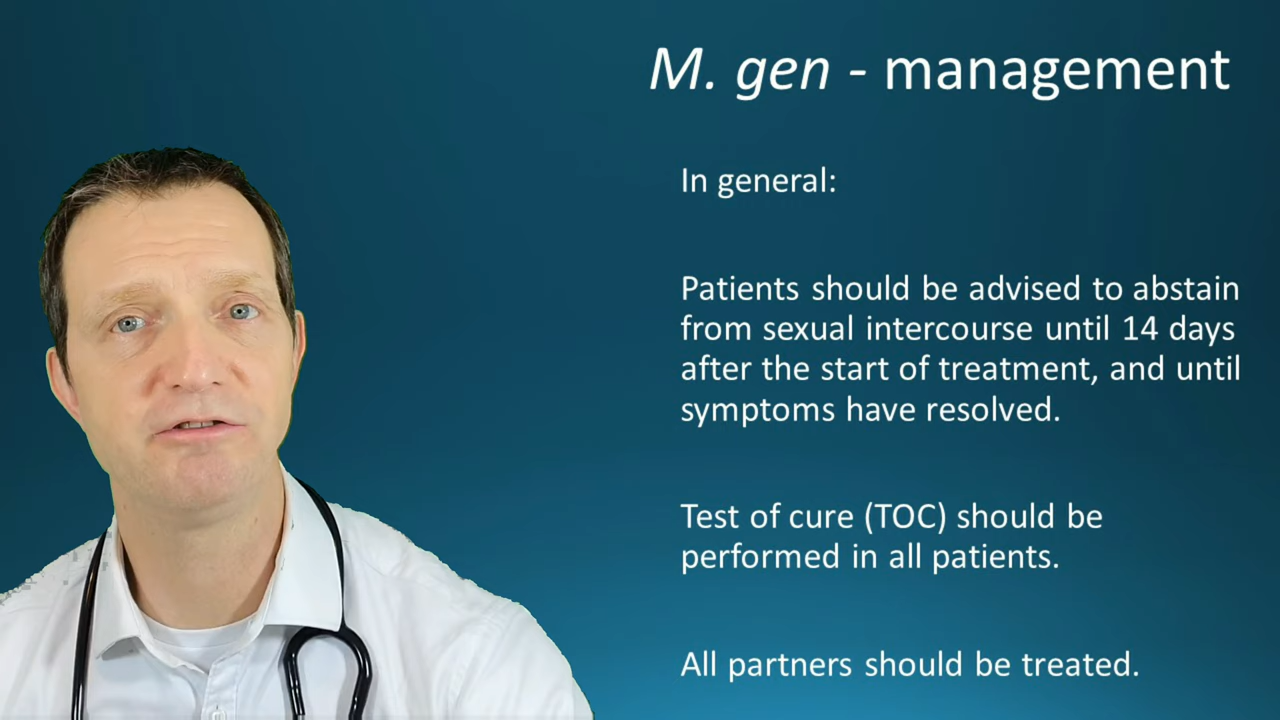 M. gen - management
In general:
Patients should be advised to abstain
from sexual intercourse until 14 days
after the start of treatment, and until
symptoms have resolved.
Test of cure (TOC) should be
performed in all patients.
All partners should be treated.